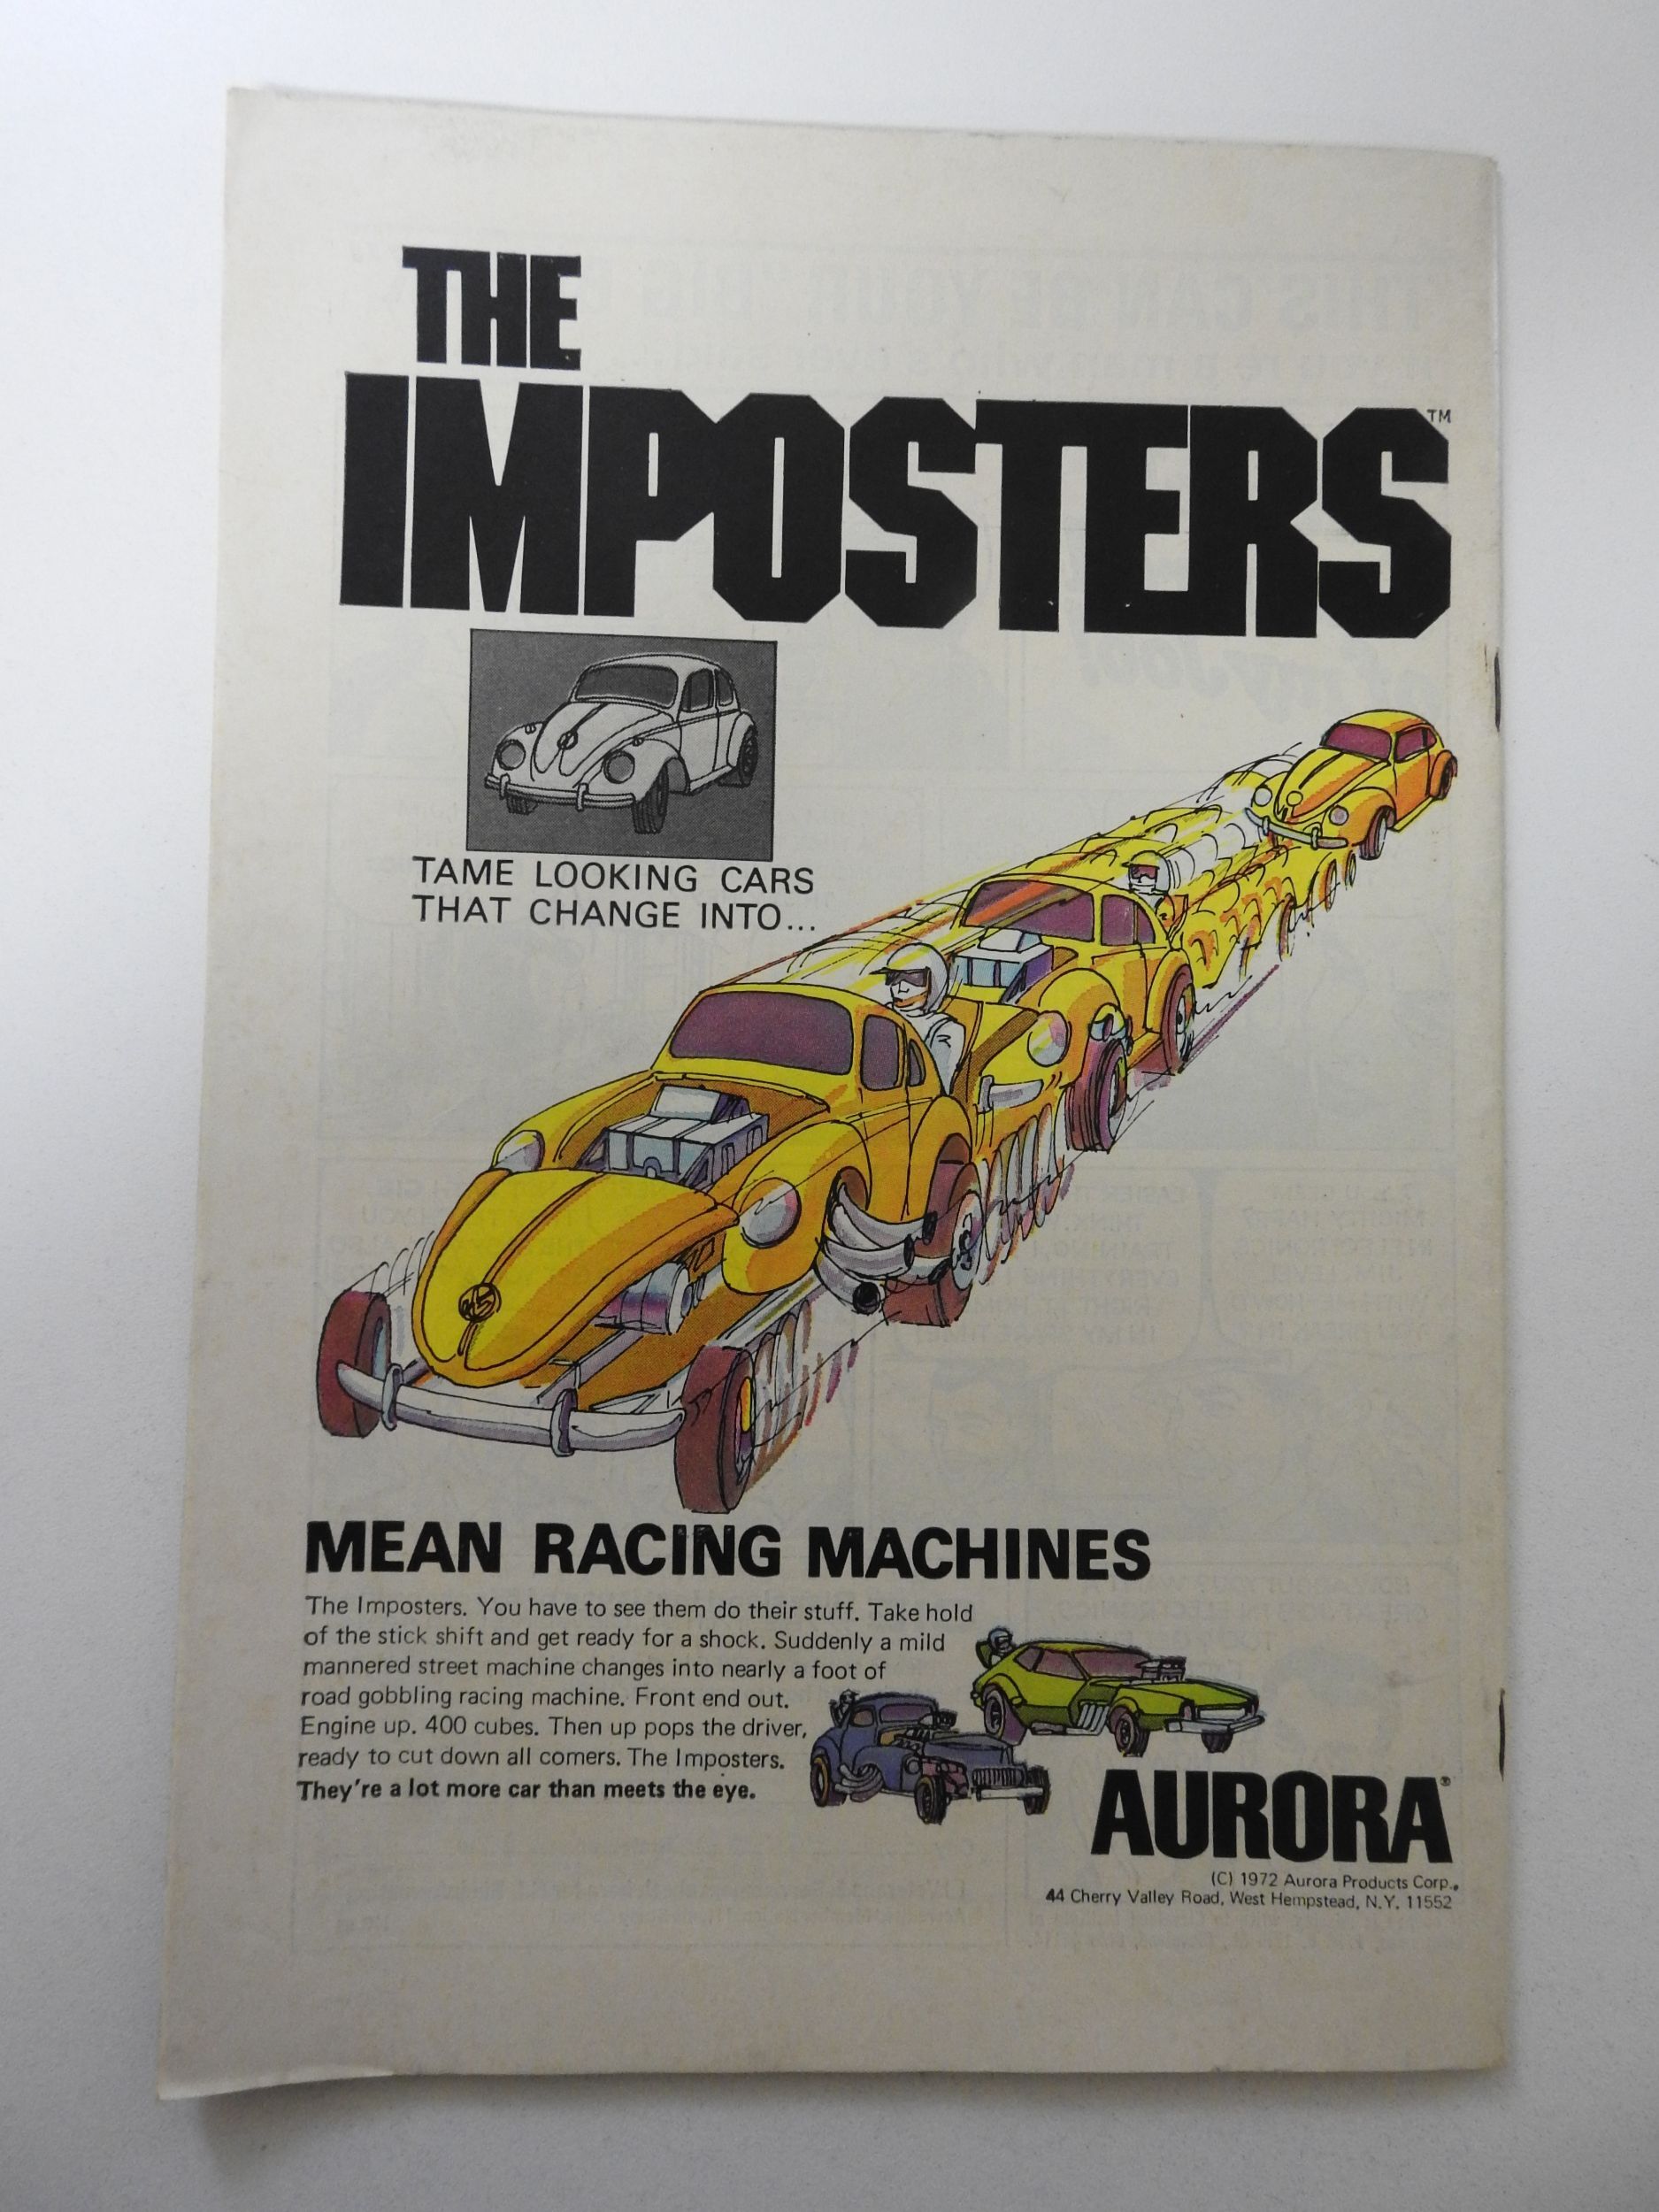 THE
IMPOSTERS™
TAME LOOKING CARS
THAT CHANGE INTO...
MEAN RACING MACHINES
The Imposters. You have to see them do their stuff. Take hold
of the stick shift and get ready for a shock. Suddenly a mild
mannered street machine changes into nearly a foot of
road gobbling racing machine. Front end out.
Engine up. 400 cubes. Then up pops the driver,
ready to cut down all comers. The Imposters.
They're a lot more car than meets the eye.
AURORA®
(C) 1972 Aurora Products Corp.,
44 Cherry Valley Road, West Hempstead, N.Y. 11552